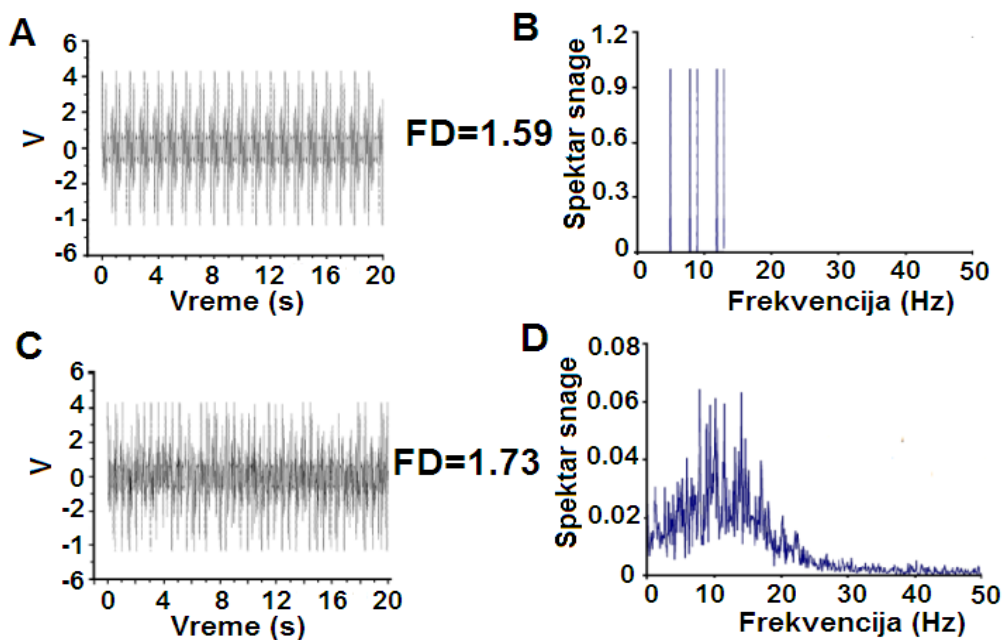 A
6
4
2
0
-2
-1
-6
V
0 4 8 12 16 20
Vreme (s)
FD=1.59
B
1.2
0.9
0.6
0.3
0
Spektar snage
0 10 20 30 40 50
Frekvencija (Hz)
C
6
4
2
0
-2
-1
-6
V
0 4 8 12 16 20
Vreme (s)
FD=1.73
D
0.08
0.06
0.04
0.02
0
Spektar snage
0 10 20 30 40 50
Frekvencija (Hz)